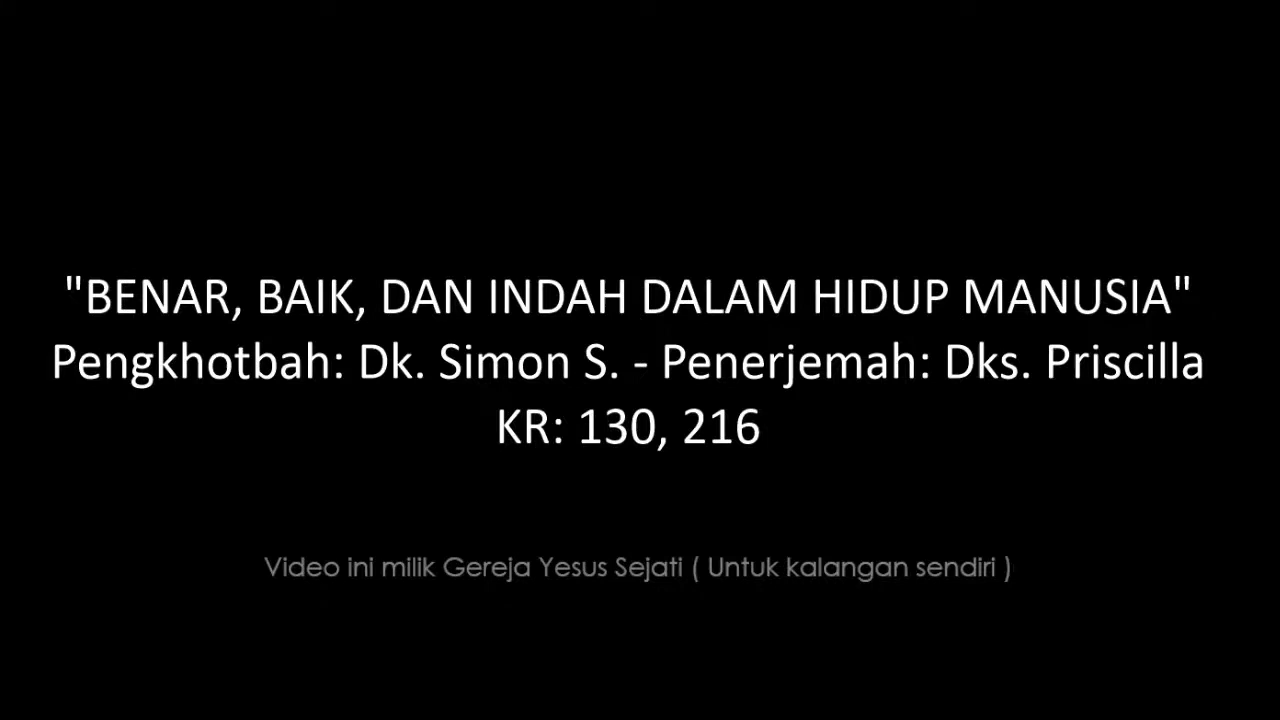 "BENAR, BAIK, DAN INDAH DALAM HIDUP MANUSIA"
Pengkhotbah: Dk. Simon S. - Penerjemah: Dks. Priscilla
KR: 130, 216
Video ini milik Gereja Yesus Sejati ( Untuk kalangan sendiri )